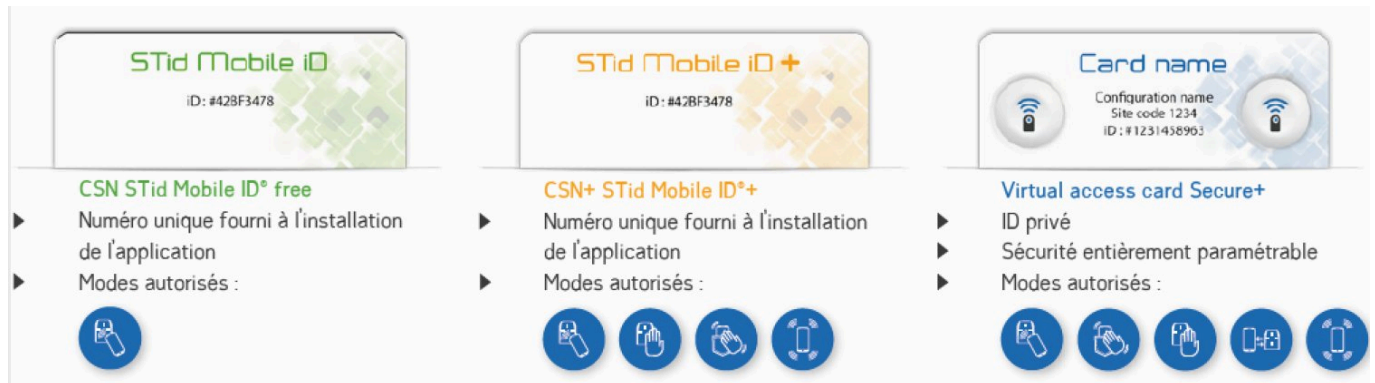 STid Mobile iD
iD: #42BF3478
CSN STid Mobile ID® free
Numéro unique fourni à l'installation
de l'application
Modes autorisés :
STid Mobile iD +
iD: #42BF3478
CSN+ STid Mobile ID®+
Numéro unique fourni à l'installation
de l'application
Modes autorisés :
Card name
Configuration name
Site code 1234
ID : #1231458963
Virtual access card Secure+
ID privé
Sécurité entièrement paramétrable
Modes autorisés :